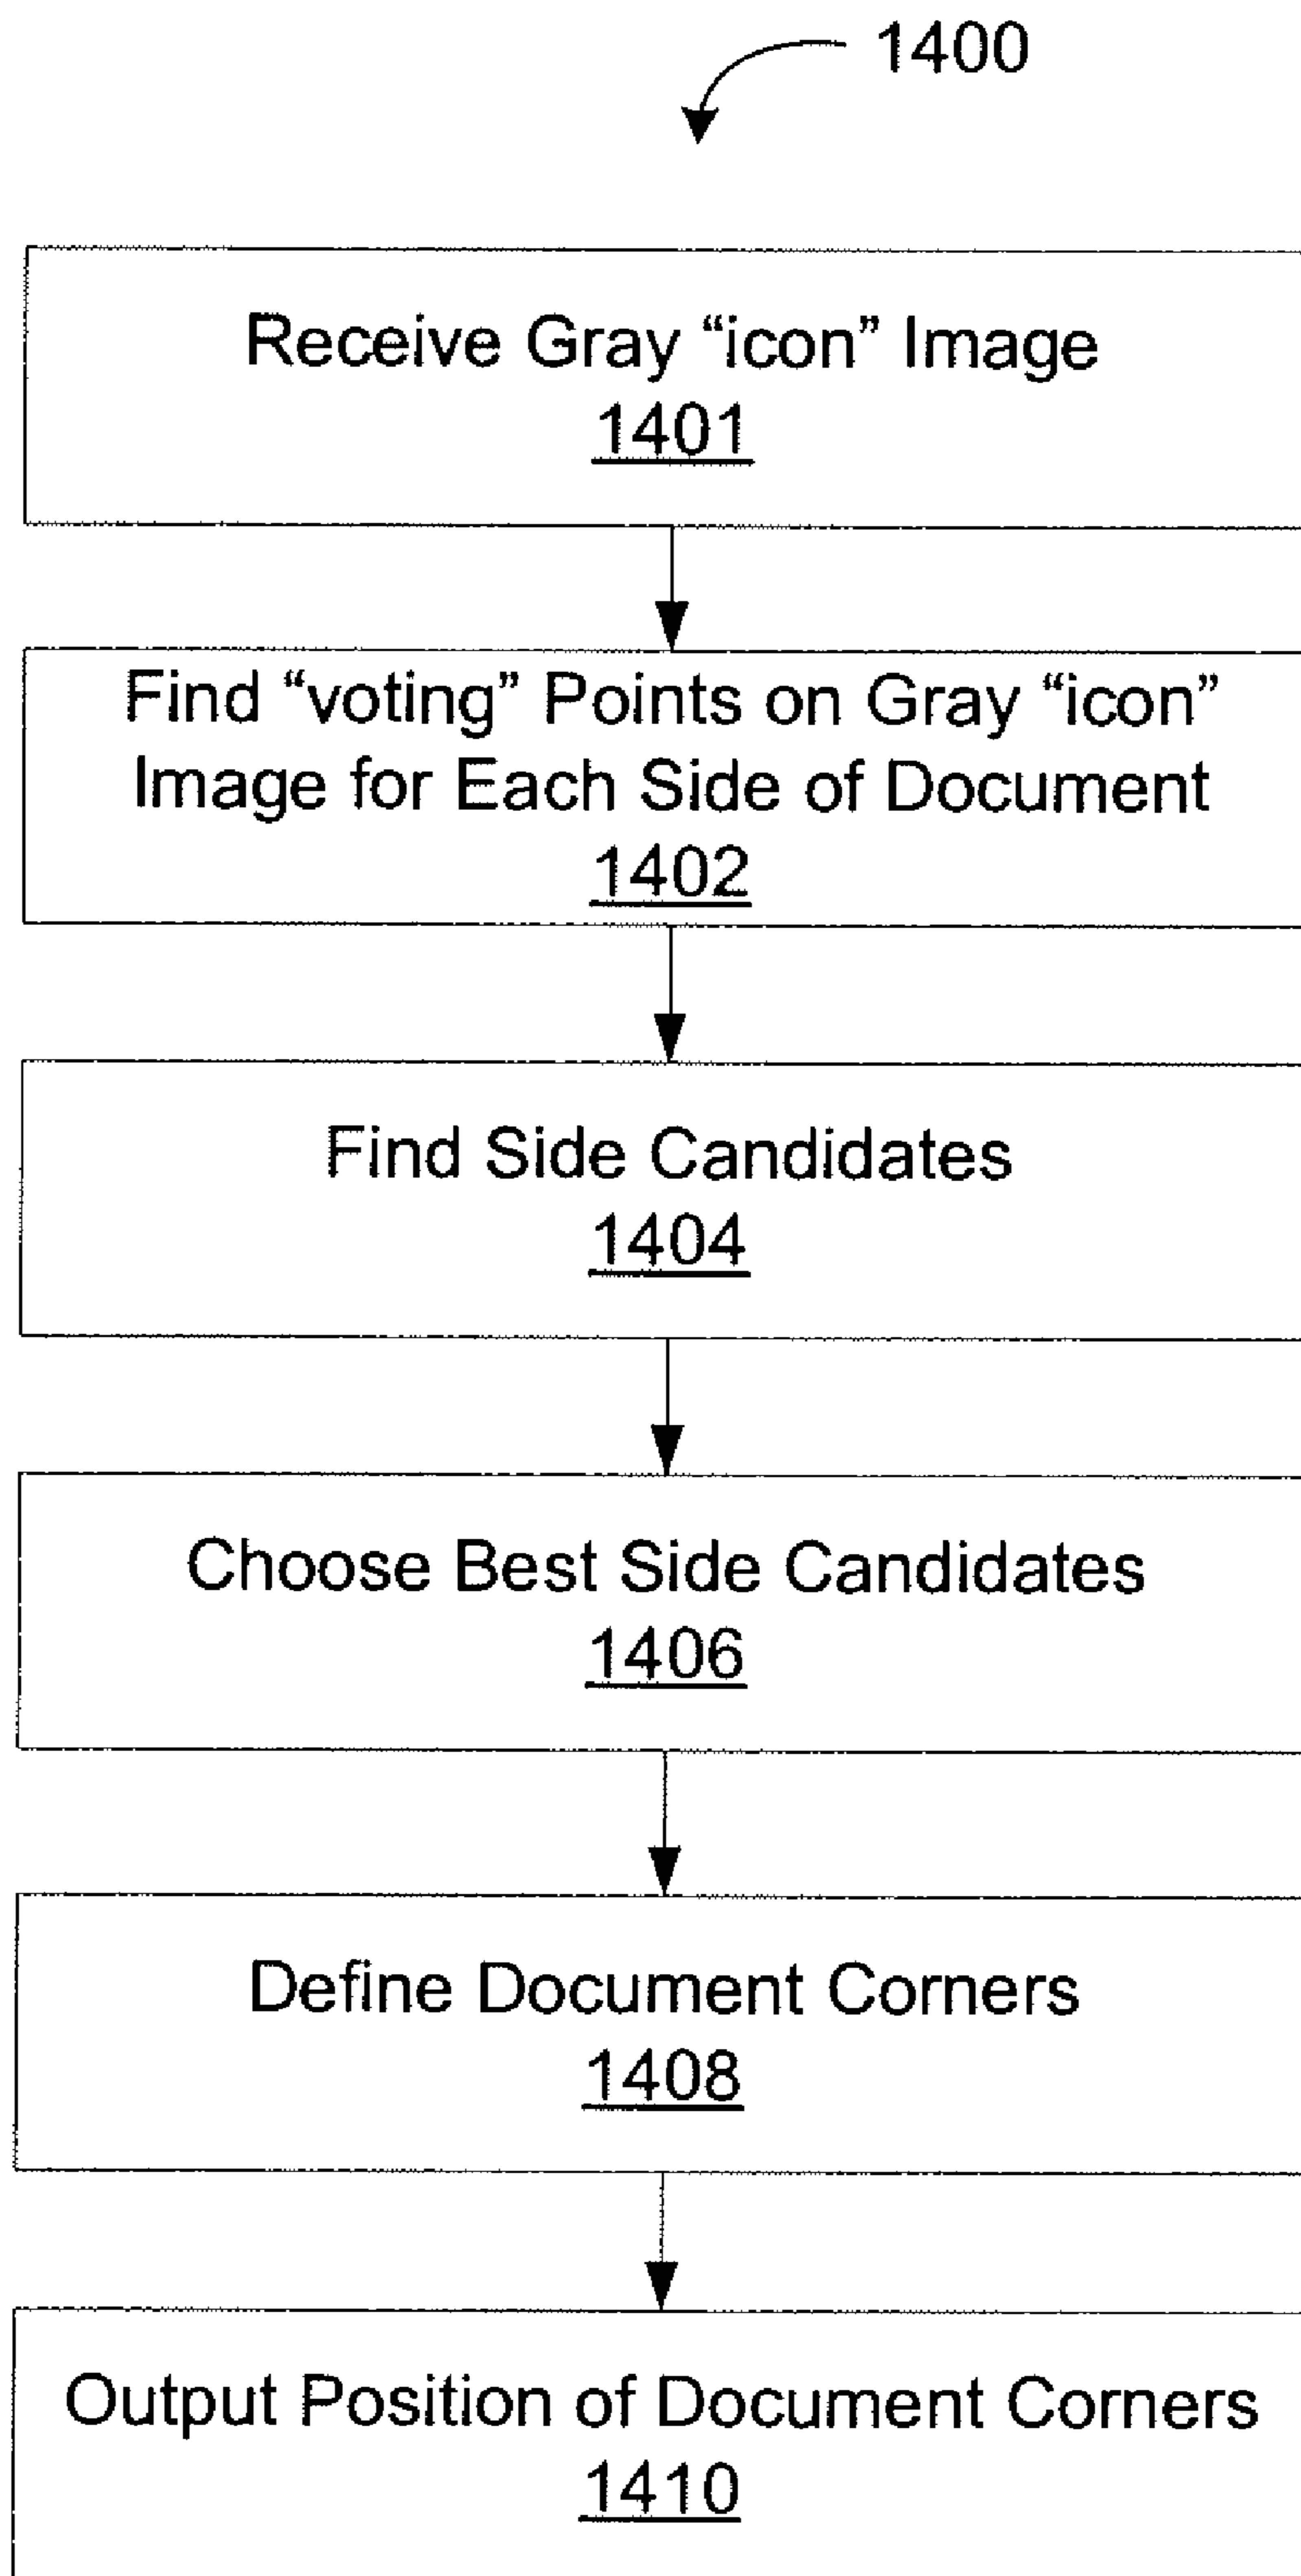 1400
Receive Gray “icon” Image
1401
Find “voting” Points on Gray “icon”
Image for Each Side of Document
1402
Find Side Candidates
1404
Choose Best Side Candidates
1406
Define Document Corners
1408
Output Position of Document Corners
1410